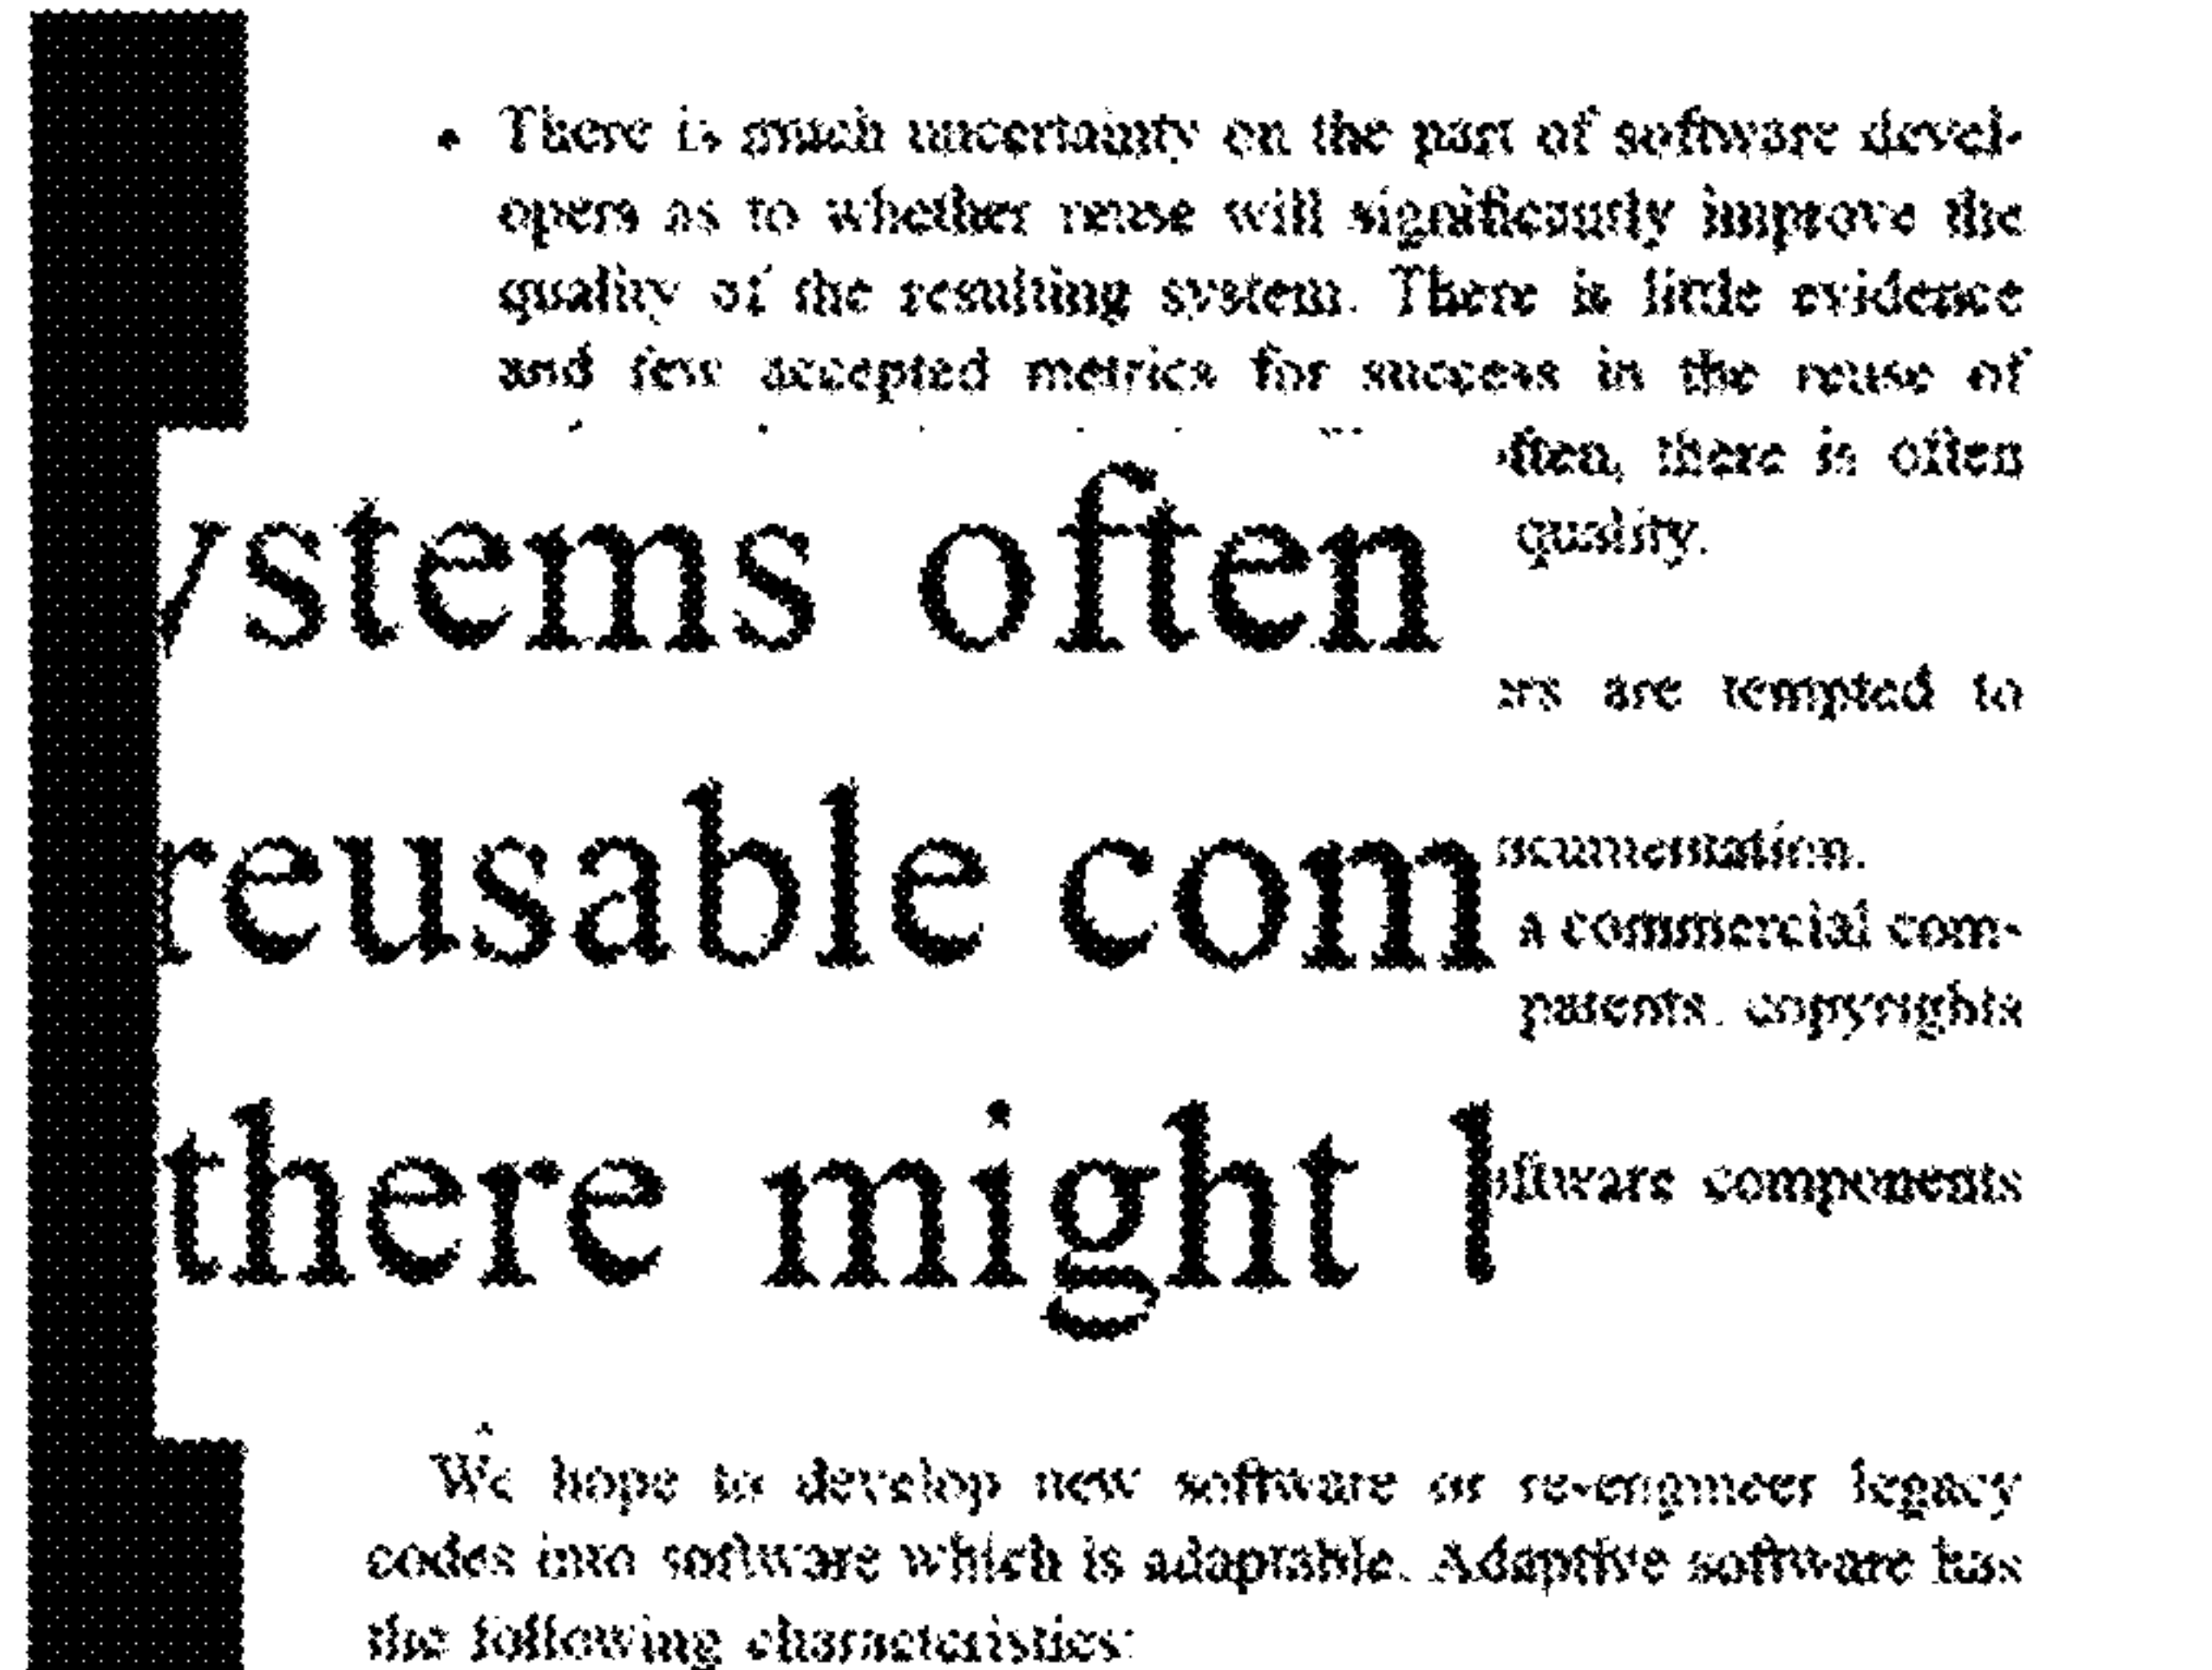 • There is much uncertainty on the part of software devel-
opers as to whether reuse will significantly improve the
quality of the resulting system. There is little evidence
and few accepted metrics for success in the reuse of
ften, there is often
quality.
ystems often
rs are tempted to
reusable com
ocumentation.
a commercial com-
patents, copyrights
there might l
oftware components
We hope to develop new software or re-engineer legacy
codes into software which is adaptable. Adaptive software has
the following characteristics: